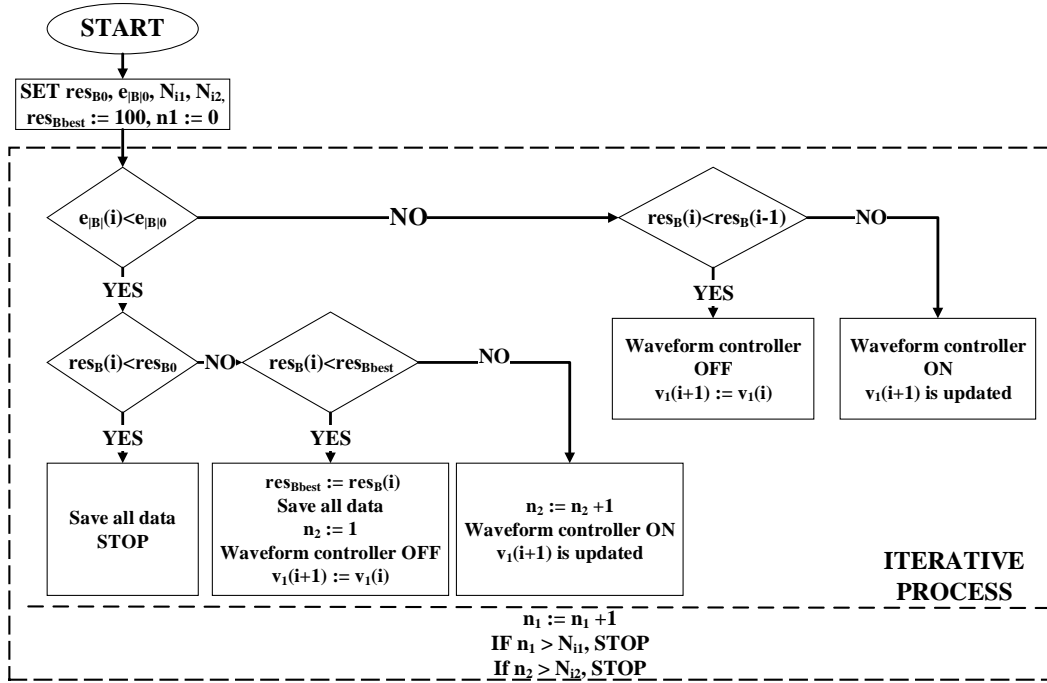 START
SET res_B0, e_|B|0, N_i1, N_i2,
res_Bbest := 100, n1 := 0
e_|B|(i)<e_|B|0
NO
res_B(i)<res_B(i-1)
NO
YES
YES
res_B(i)<res_B0
NO
res_B(i)<res_Bbest
NO
Waveform controller
OFF
v_1(i+1) := v_1(i)
Waveform controller
ON
v_1(i+1) is updated
YES
YES
Save all data
STOP
res_Bbest := res_B(i)
Save all data
n_2 := 1
Waveform controller OFF
v_1(i+1) := v_1(i)
n_2 := n_2 +1
Waveform controller ON
v_1(i+1) is updated
ITERATIVE
PROCESS
n_1 := n_1 +1
IF n_1 > N_i1, STOP
If n_2 > N_i2, STOP